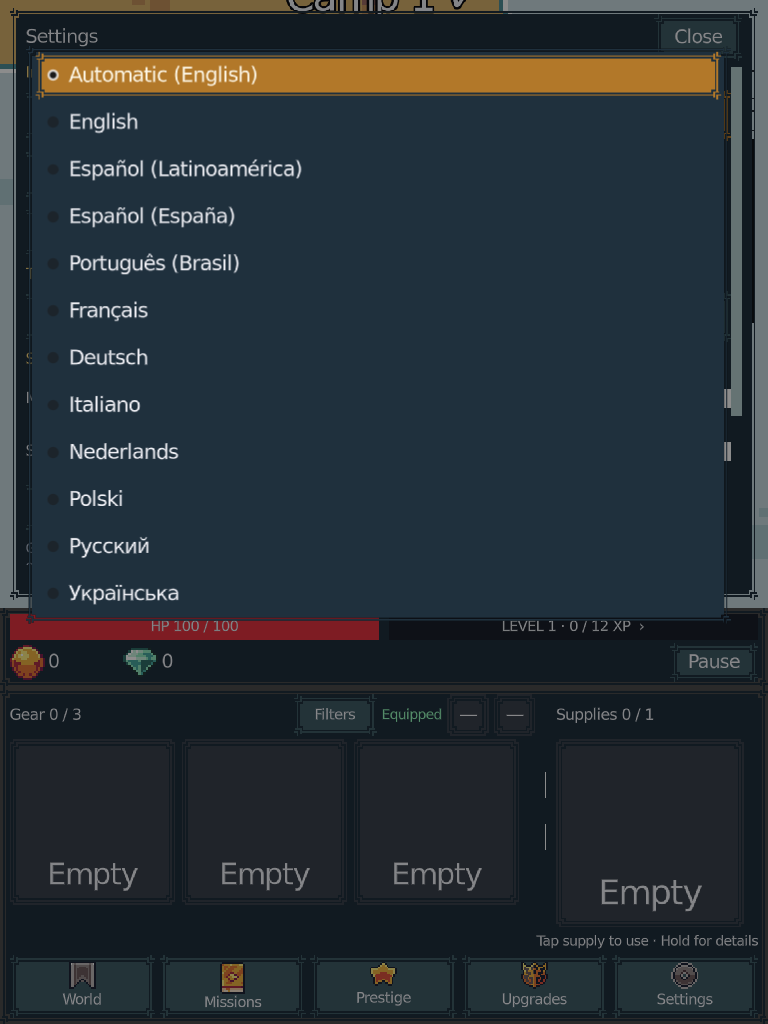 Camp 1 ✓
Settings
Close
Automatic (English)
English
Español (Latinoamérica)
Español (España)
Português (Brasil)
Français
Deutsch
Italiano
Nederlands
Polski
Русский
Українська
HP 100 / 100
LEVEL 1 · 0 / 12 XP ›
0
0
Pause
Gear 0 / 3
Filters
Equipped
—
—
Supplies 0 / 1
Empty
Empty
Empty
Empty
Tap supply to use · Hold for details
World
Missions
Prestige
Upgrades
Settings